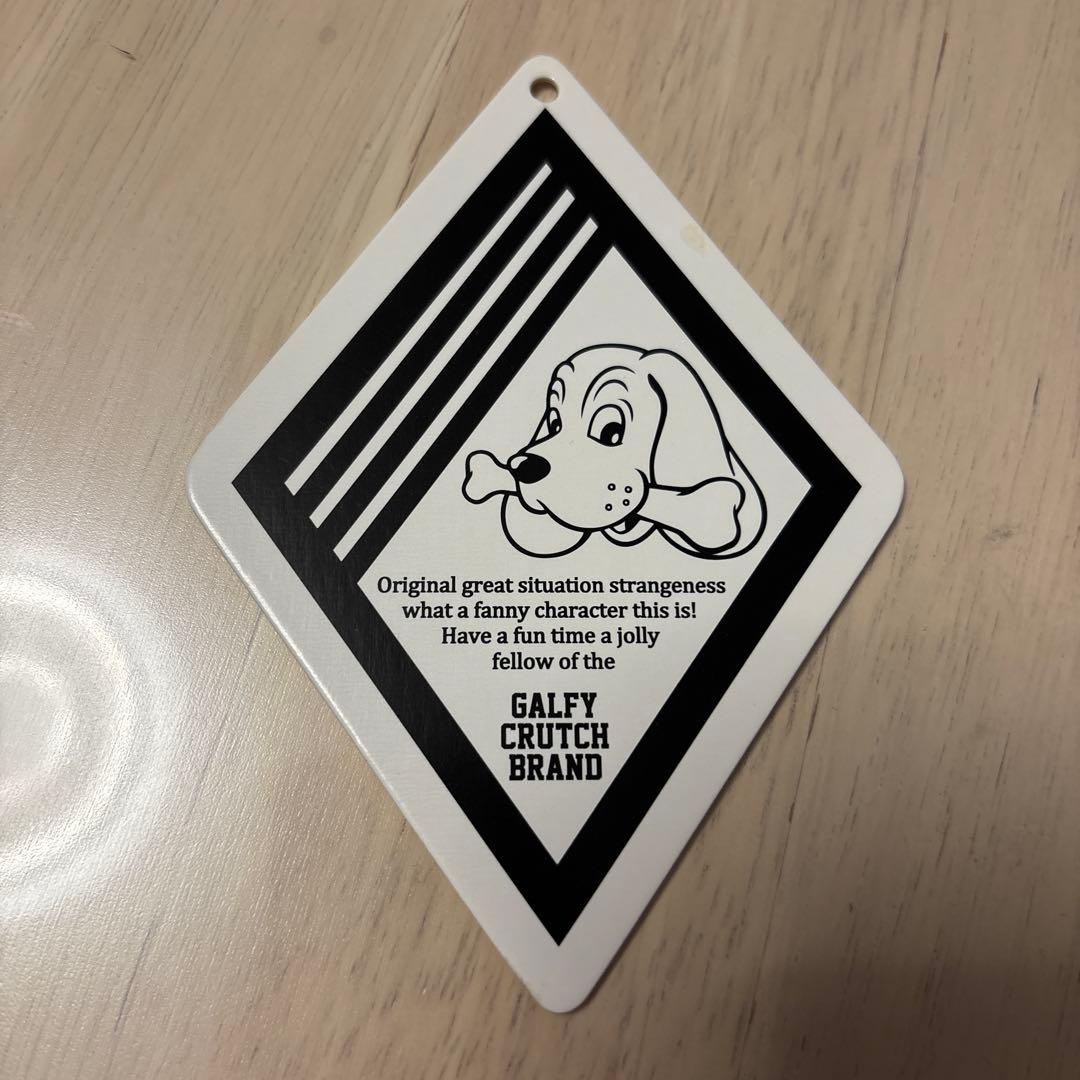 Original great situation strangeness
what a fanny character this is!
Have a fun time a jolly
fellow of the
GALFY
CRUTCH
BRAND